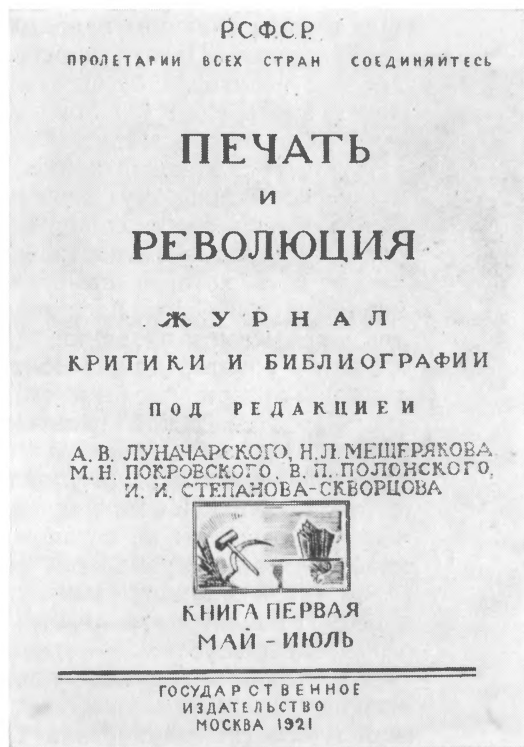 Р.С.Ф.С.Р.
ПРОЛЕТАРИИ ВСЕХ СТРАН СОЕДИНЯЙТЕСЬ
ПЕЧАТЬ
И
РЕВОЛЮЦИЯ
ЖУРНАЛ
КРИТИКИ И БИБЛИОГРАФИИ
ПОД РЕДАКЦИЕЙ
А. В. ЛУНАЧАРСКОГО, Н. Л. МЕЩЕРЯКОВА,
М. Н. ПОКРОВСКОГО, В. П. ПОЛОНСКОГО,
И. И. СТЕПАНОВА-СКВОРЦОВА
КНИГА ПЕРВАЯ
МАЙ – ИЮЛЬ
ГОСУДАРСТВЕННОЕ
ИЗДАТЕЛЬСТВО
МОСКВА 1921